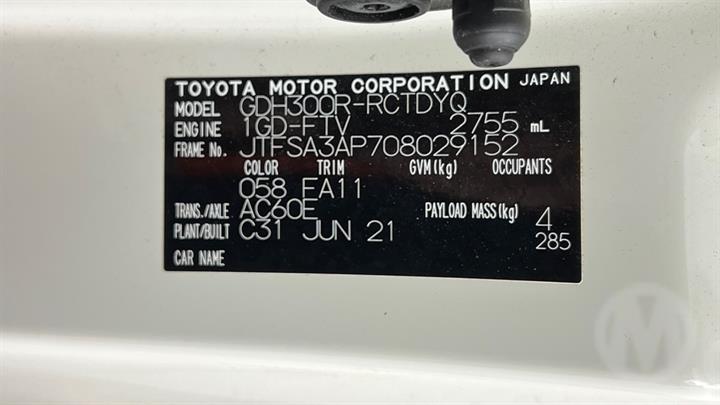 TOYOTA MOTOR CORPORATION JAPAN
MODEL GDH300R-RCTDYQ
ENGINE 1GD-FTV 2755 mL
FRAME No. JTFSA3AP708029152
COLOR TRIM GVM(kg) OCCUPANTS
058 FA11
TRANS./AXLE AC60E PAYLOAD MASS(kg) 4
PLANT/BUILT C31 JUN 21 285
CAR NAME
M